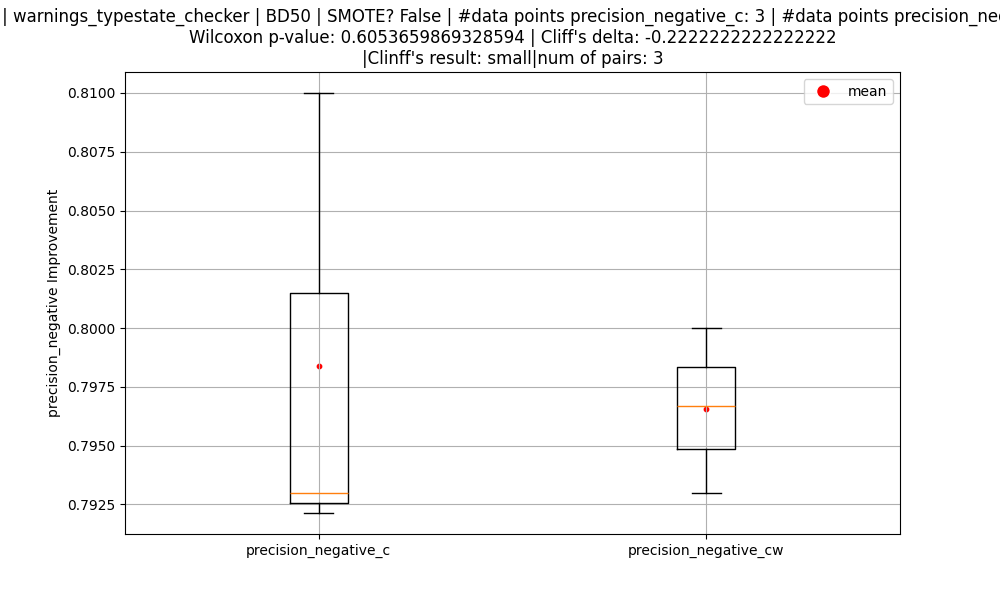 | warnings_typestate_checker | BD50 | SMOTE? False | #data points precision_negative_c: 3 | #data points
Wilcoxon p-value: 0.6053659869328594 | Cliff's delta: -0.2222222222222222
|Clinff's result: small|num of pairs: 3
mean
0.8100
0.8075
0.8050
0.8025
0.8000
0.7975
0.7950
0.7925
precision_negative Improvement
precision_negative_c
precision_negative_cw